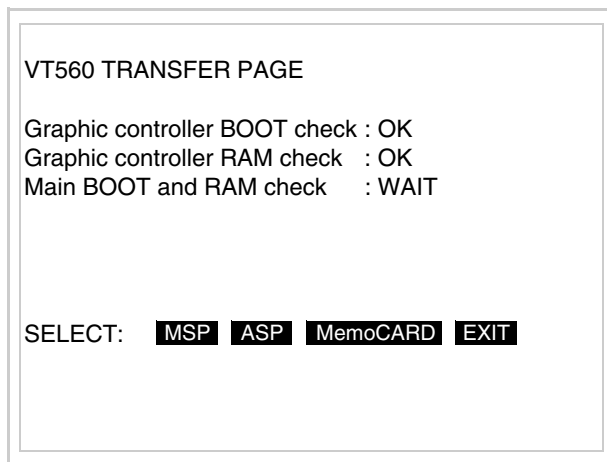 VT560 TRANSFER PAGE
Graphic controller BOOT check : OK
Graphic controller RAM check : OK
Main BOOT and RAM check : WAIT
SELECT: MSP ASP MemoCARD EXIT